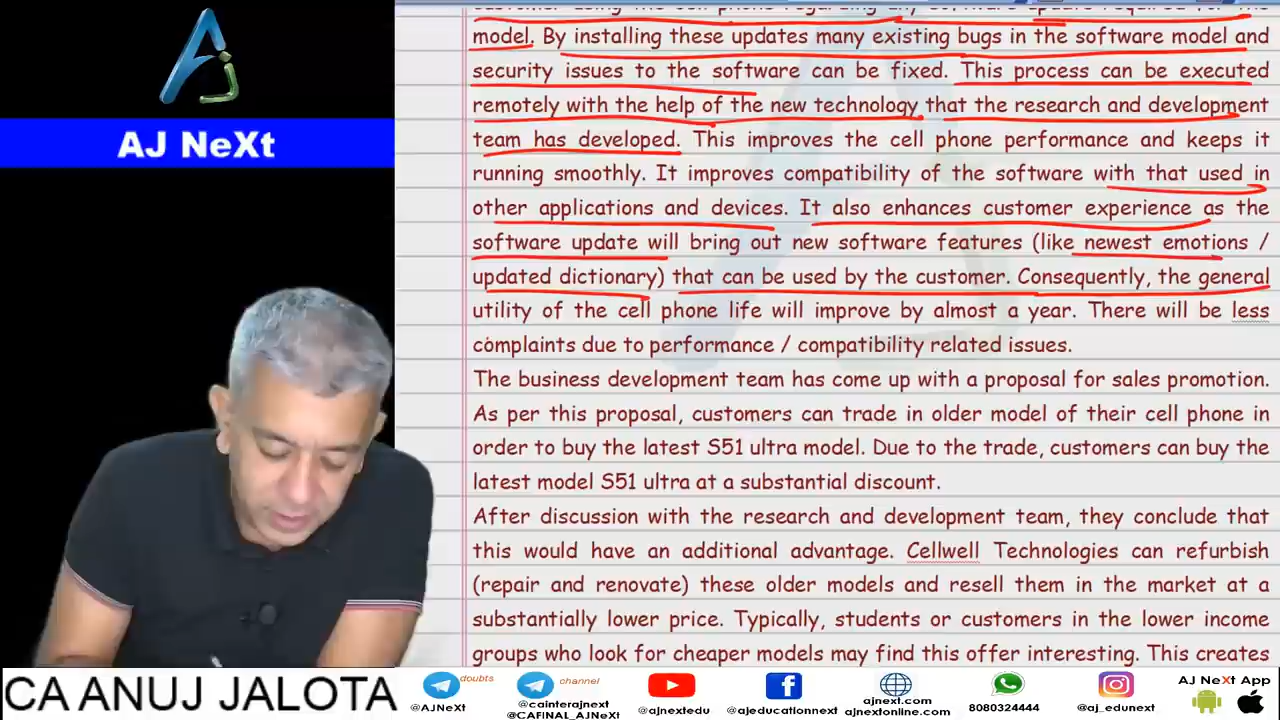 model. By installing these updates many existing bugs in the software model and
security issues to the software can be fixed. This process can be executed
remotely with the help of the new technology that the research and development
team has developed. This improves the cell phone performance and keeps it
running smoothly. It improves compatibility of the software with that used in
other applications and devices. It also enhances customer experience as the
software update will bring out new software features (like newest emotions /
updated dictionary) that can be used by the customer. Consequently, the general
utility of the cell phone life will improve by almost a year. There will be less
complaints due to performance / compatibility related issues.
The business development team has come up with a proposal for sales promotion.
As per this proposal, customers can trade in older model of their cell phone in
order to buy the latest S51 ultra model. Due to the trade, customers can buy the
latest model S51 ultra at a substantial discount.
After discussion with the research and development team, they conclude that
this would have an additional advantage. Cellwell Technologies can refurbish
(repair and renovate) these older models and resell them in the market at a
substantially lower price. Typically, students or customers in the lower income
groups who look for cheaper models may find this offer interesting. This creates
AJ
AJ NeXt
CA ANUJ JALOTA
doubts
@AJNeXt
channel
@cainterajnext
@CAFINAL_AJNeXt
@ajnextedu
@ajeducationnext
ajnext.com
ajnextonline.com
8080324444
@aj_edunext
AJ NeXt App